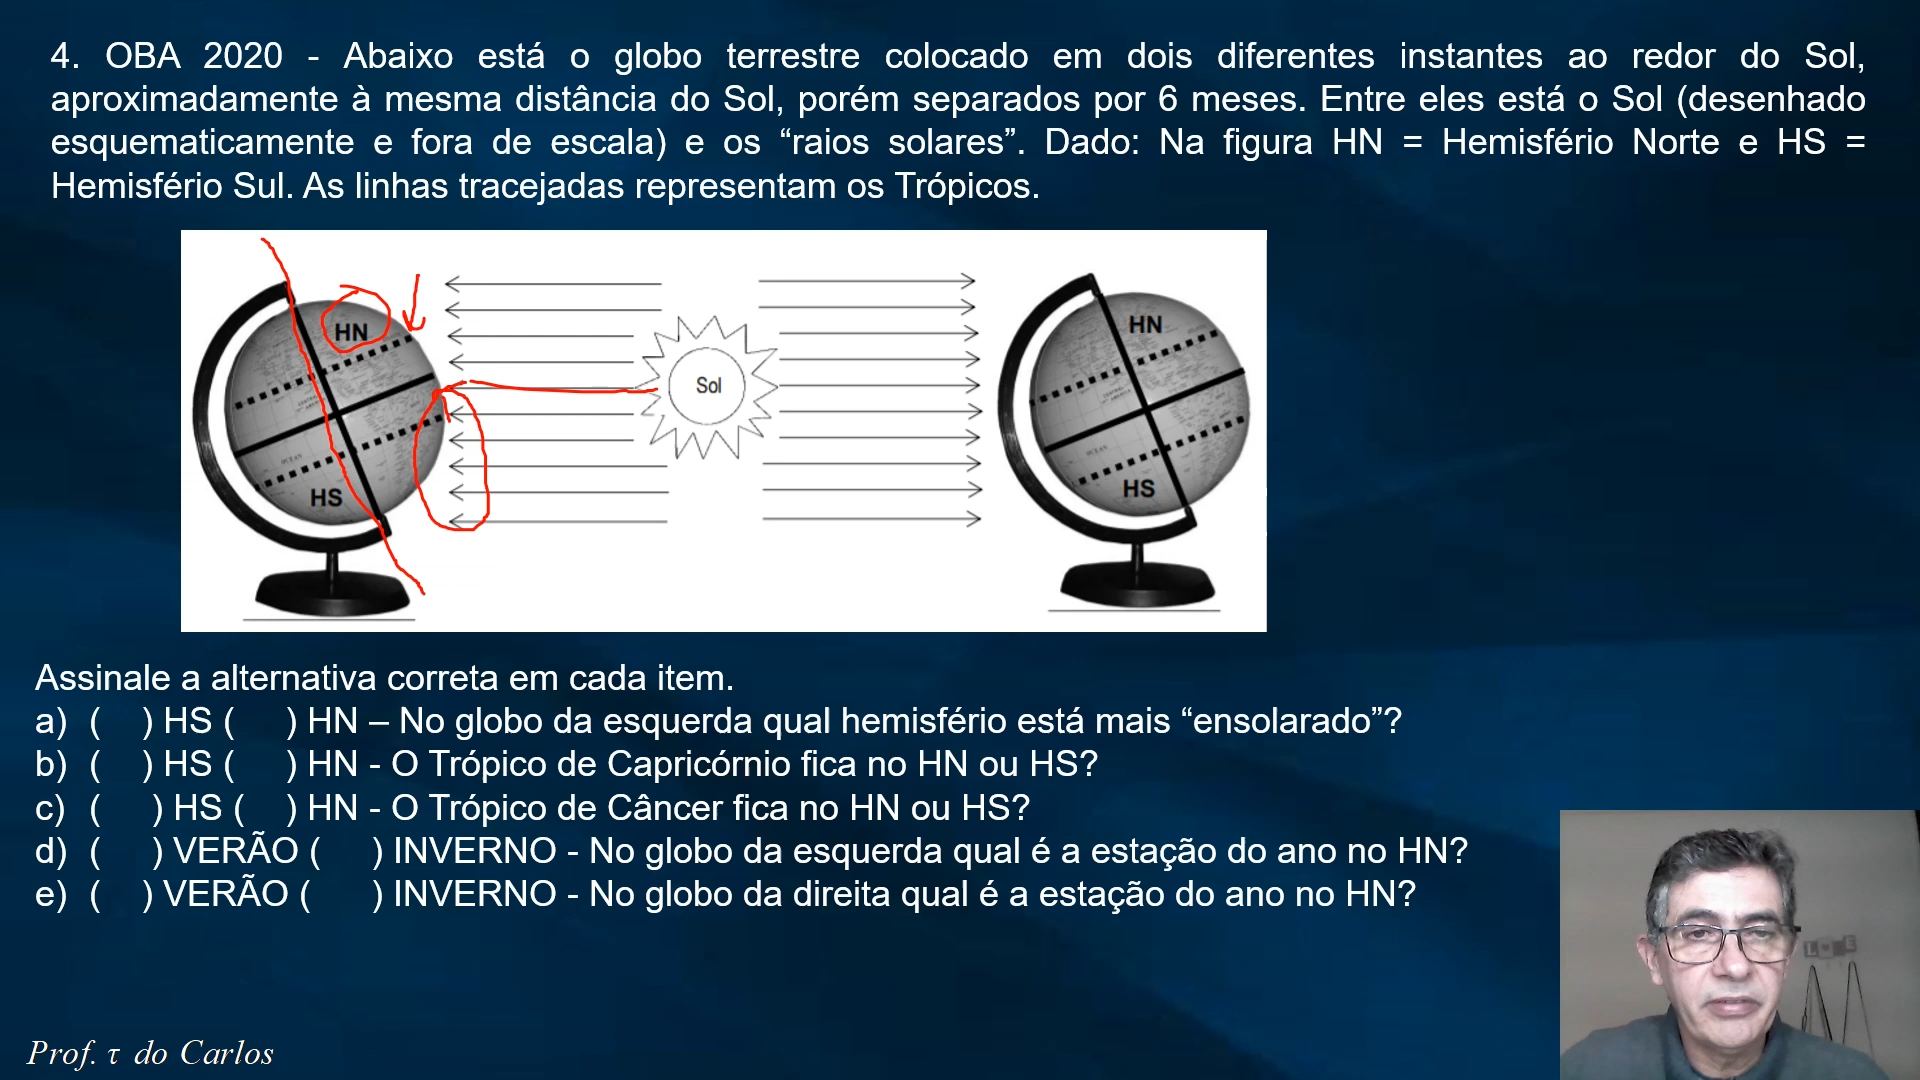 4. OBA 2020 - Abaixo está o globo terrestre colocado em dois diferentes instantes ao redor do Sol,
aproximadamente à mesma distância do Sol, porém separados por 6 meses. Entre eles está o Sol (desenhado
esquematicamente e fora de escala) e os “raios solares”. Dado: Na figura HN = Hemisfério Norte e HS =
Hemisfério Sul. As linhas tracejadas representam os Trópicos.
HN
HS
Sol
HN
HS
Assinale a alternativa correta em cada item.
a) (   ) HS (   ) HN – No globo da esquerda qual hemisfério está mais “ensolarado”?
b) (   ) HS (   ) HN - O Trópico de Capricórnio fica no HN ou HS?
c) (   ) HS (   ) HN - O Trópico de Câncer fica no HN ou HS?
d) (   ) VERÃO (   ) INVERNO - No globo da esquerda qual é a estação do ano no HN?
e) (   ) VERÃO (   ) INVERNO - No globo da direita qual é a estação do ano no HN?
Prof. τ do Carlos